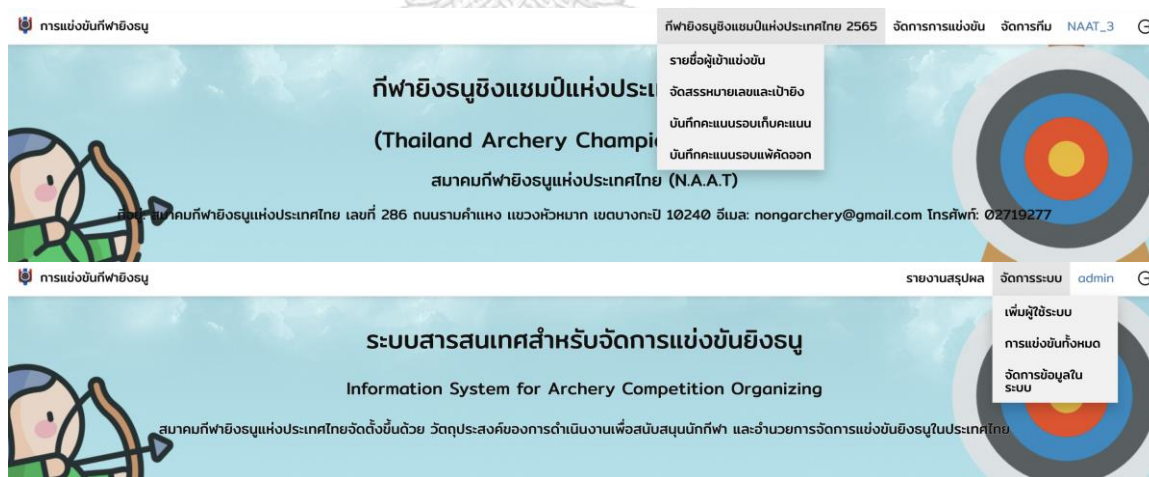 การแข่งขันกีฬายิงธนู กีฬายิงธนูชิงแชมป์แห่งประเทศไทย 2565 จัดการการแข่งขัน จัดการทีม NAAT_3
รายชื่อผู้เข้าแข่งขัน
จัดสรรหมายเลขและเป้ายิง
บันทึกคะแนนรอบเก็บคะแนน
บันทึกคะแนนรอบแพ้คัดออก
กีฬายิงธนูชิงแชมป์แห่งประเ
(Thailand Archery Champi
สมาคมกีฬายิงธนูแห่งประเทศไทย (N.A.A.T)
สมาคมกีฬายิงธนูแห่งประเทศไทย เลขที่ 286 ถนนรามคำแหง แขวงหัวหมาก เขตบางกะปิ 10240 อีเมล: nongarchery@gmail.com โทรศัพท์: 02719277
การแข่งขันกีฬายิงธนู รายงานสรุปผล จัดการระบบ admin
เพิ่มผู้ใช้ระบบ
การแข่งขันทั้งหมด
จัดการข้อมูลใน
ระบบ
ระบบสารสนเทศสำหรับจัดการแข่งขันยิงธนู
Information System for Archery Competition Organizing
สมาคมกีฬายิงธนูแห่งประเทศไทยจัดตั้งขึ้นด้วย วัตถุประสงค์ของการดำเนินงานเพื่อสนับสนุนนักกีฬา และอำนวยการจัดการแข่งขันยิงธนูในประเทศไทย